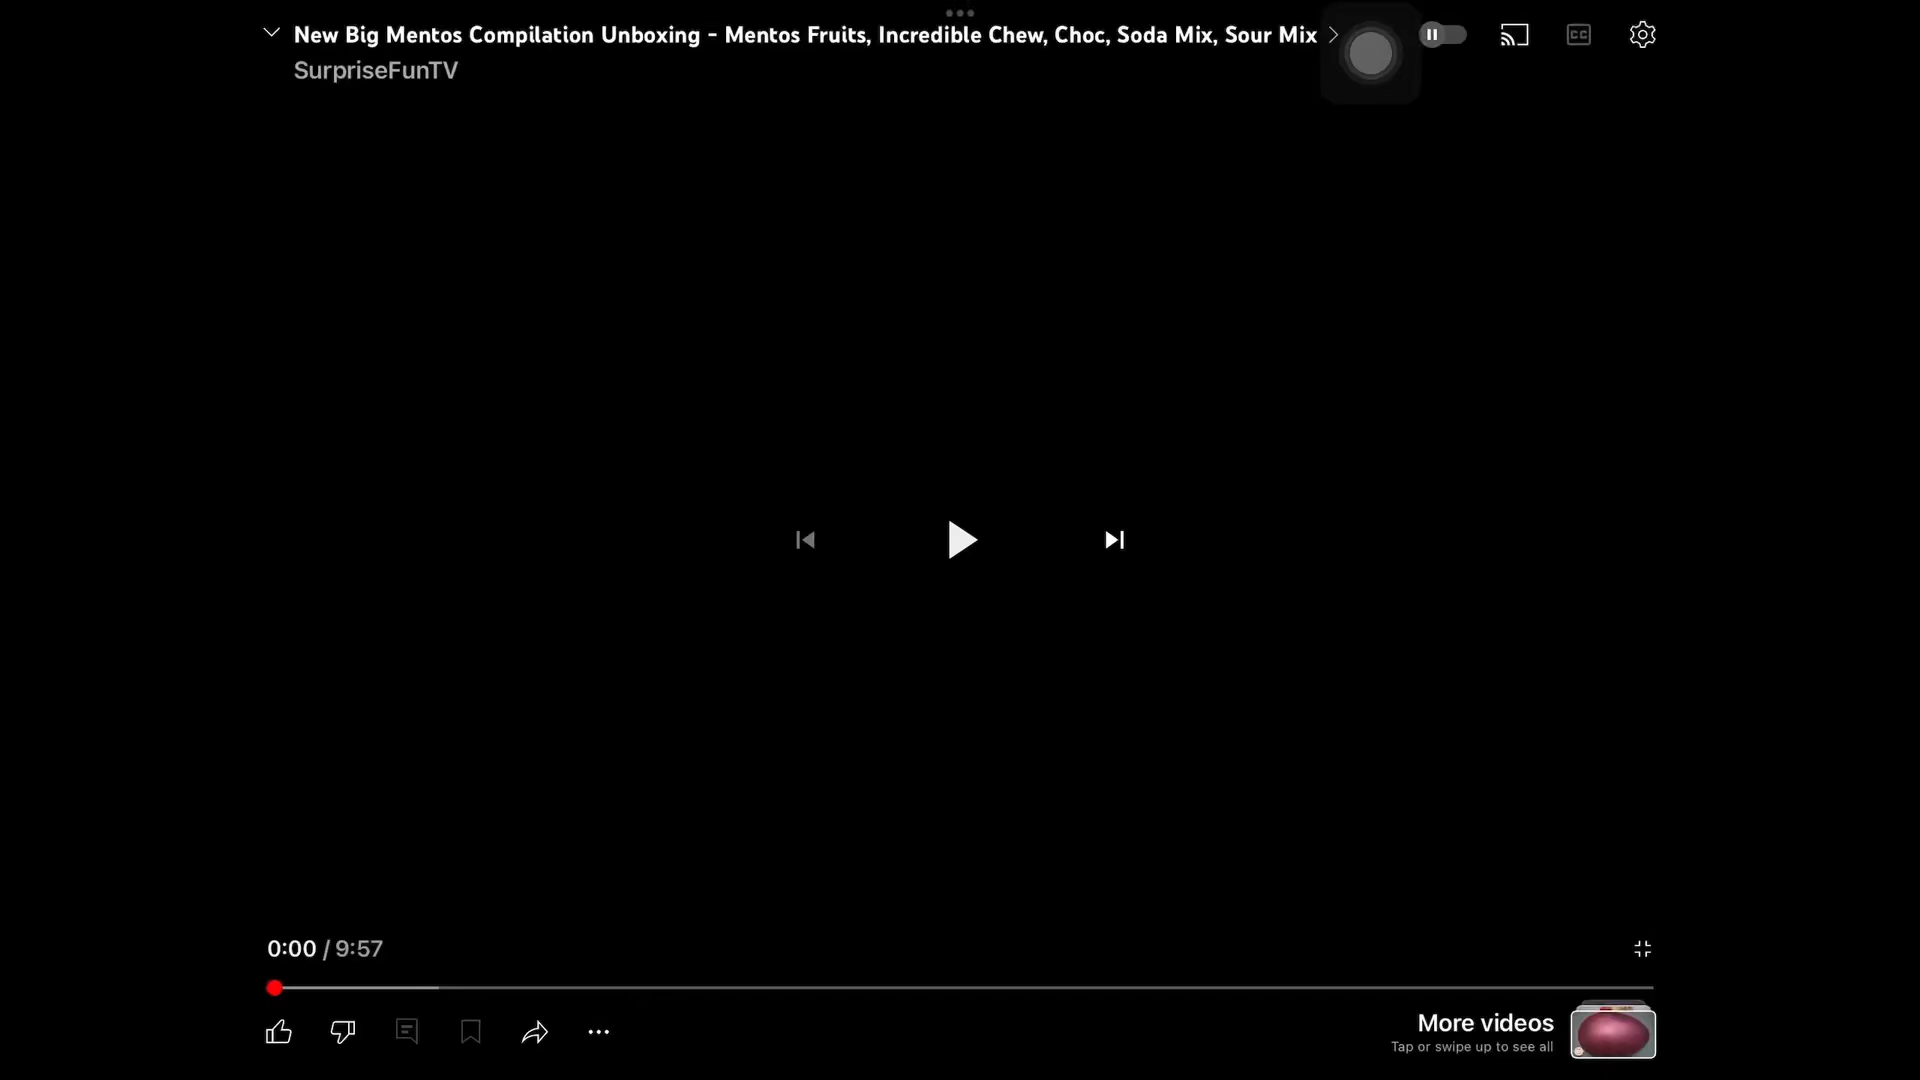 New Big Mentos Compilation Unboxing - Mentos Fruits, Incredible Chew, Choc, Soda Mix, Sour Mix
SurpriseFunTV
CC
0:00 / 9:57
More videos
Tap or swipe up to see all